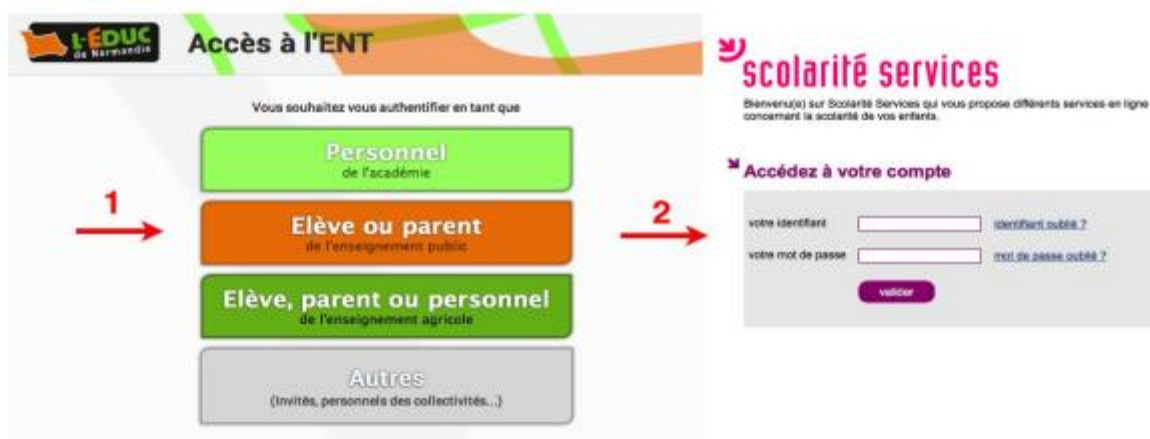 L-ÉDUC
de Normandie
Accès à l'ENT
Vous souhaitez vous authentifier en tant que
Personnel
de l'académie
1
Elève ou parent
de l'enseignement public
Elève, parent ou personnel
de l'enseignement agricole
Autres
(Invités, personnels des collectivités...)
2
scolarité services
Bienvenu(e) sur Scolarité Services qui vous propose différents services en ligne
concernant la scolarité de vos enfants.
Accédez à votre compte
votre identifiant
identifiant oublié ?
votre mot de passe
mot de passe oublié ?
valider